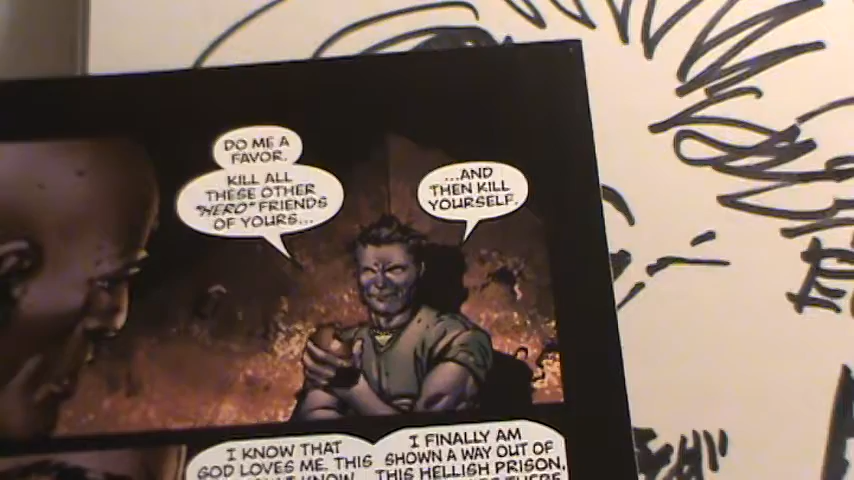 DO ME A
FAVOR.
KILL ALL
THESE OTHER
"HERO" FRIENDS
OF YOURS...
...AND
THEN KILL
YOURSELF.
I KNOW THAT
GOD LOVES ME. THIS
KNOW
I FINALLY AM
SHOWN A WAY OUT OF
THIS HELLISH PRISON,